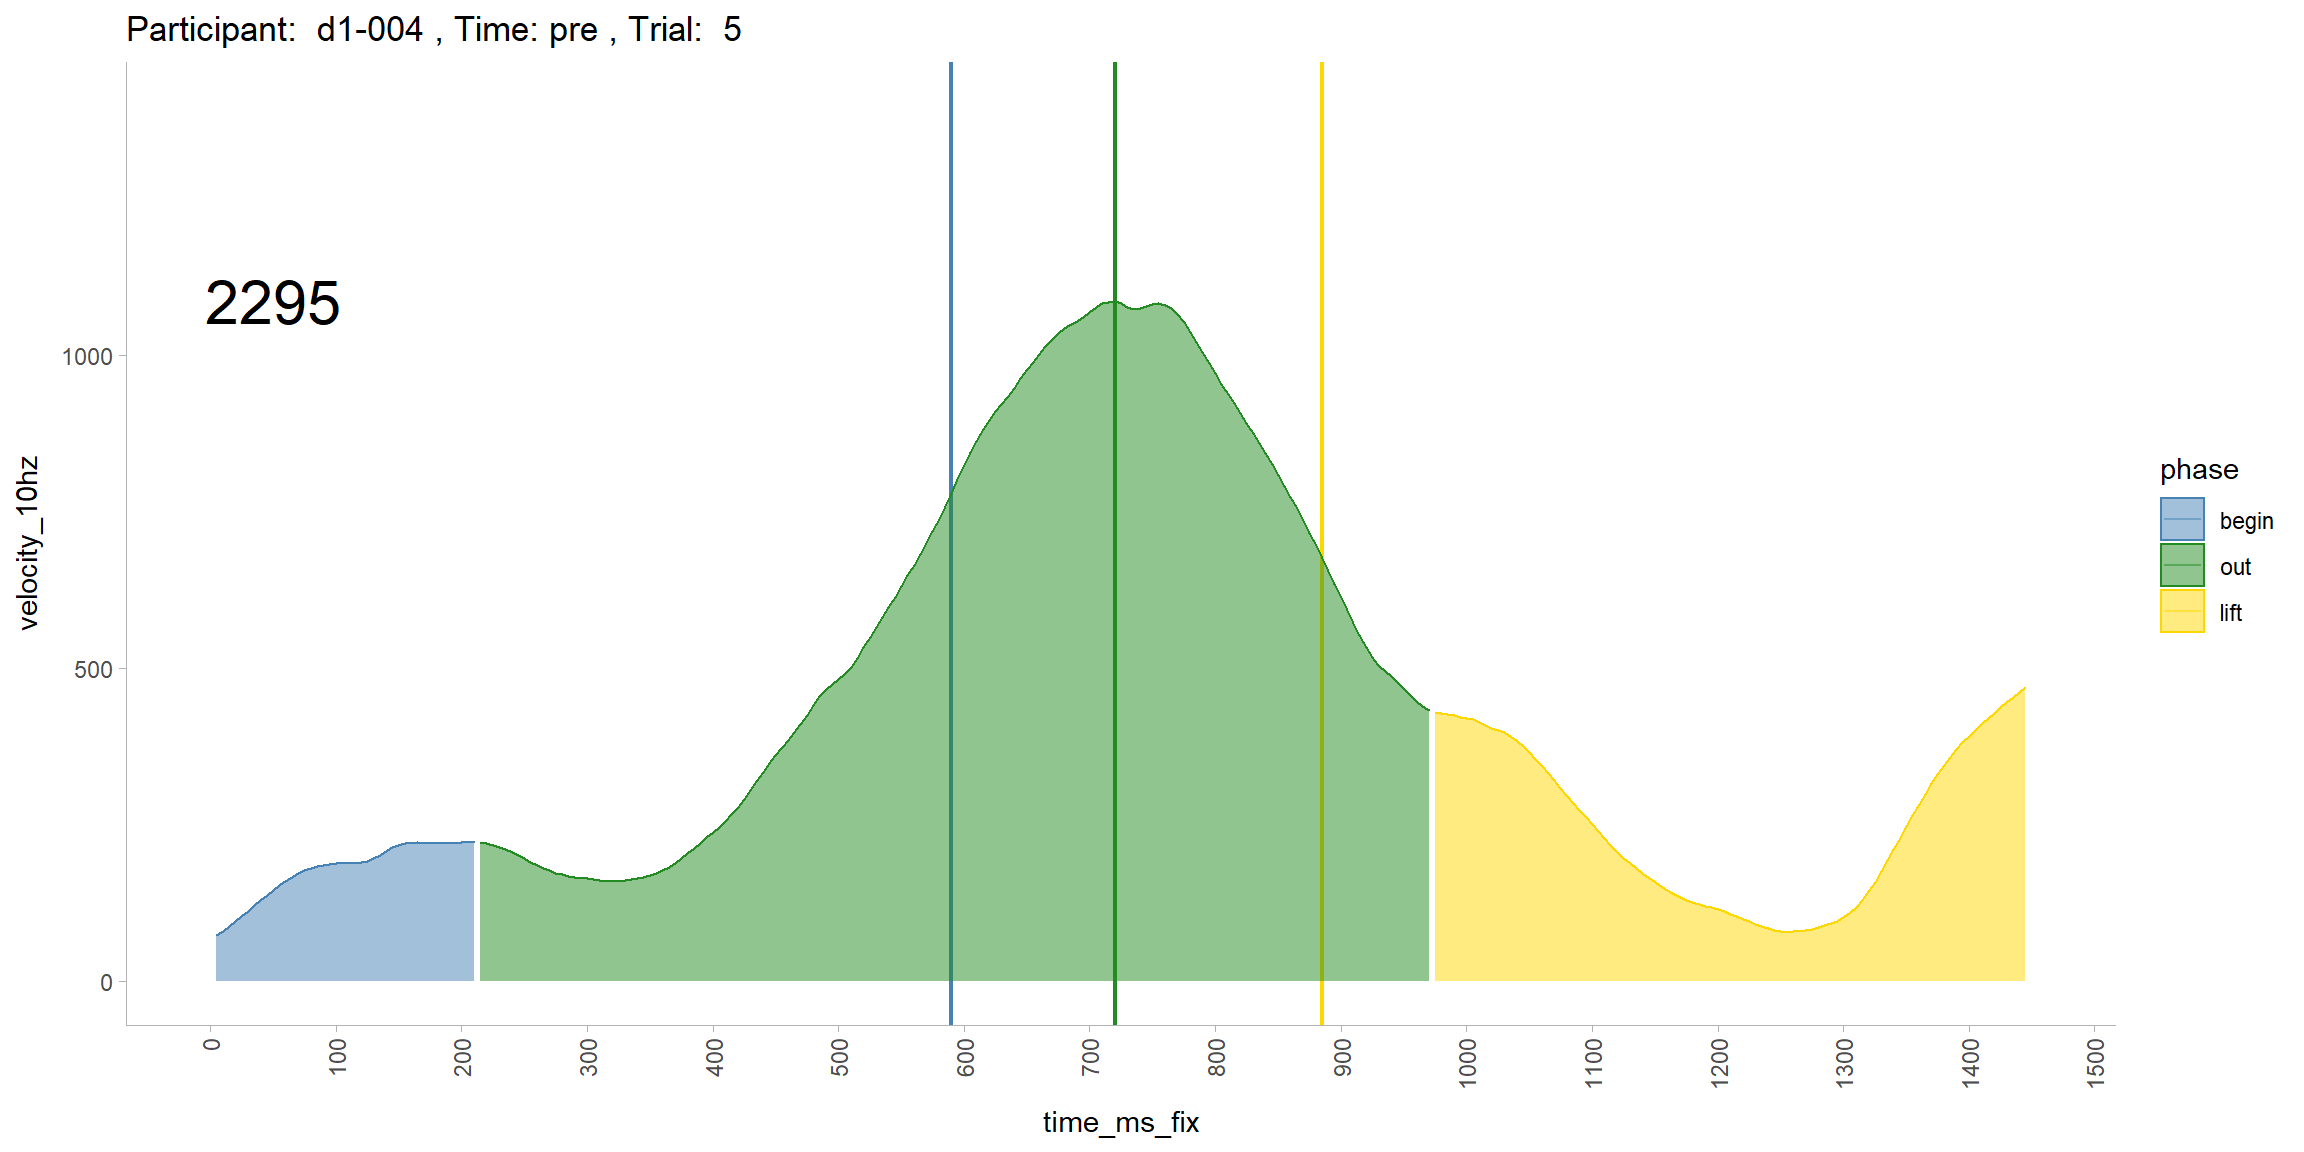 Participant:  d1-004 , Time: pre , Trial:  5
2295
1000
500
0
velocity_10hz
0 100 200 300 400 500 600 700 800 900 1000 1100 1200 1300 1400 1500
time_ms_fix
phase
begin
out
lift